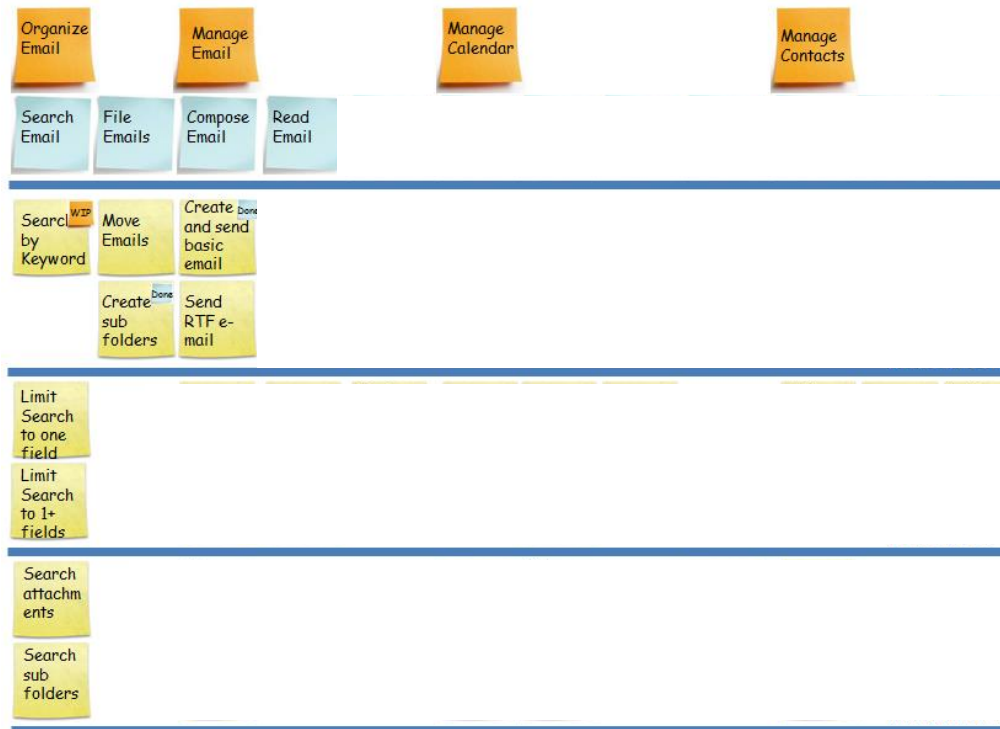 Organize
Email
Manage
Email
Manage
Calendar
Manage
Contacts
Search
Email
File
Emails
Compose
Email
Read
Email
Search
by
Keyword
WIP
Move
Emails
Create
and send
basic
email
Done
Create
sub
folders
Done
Send
RTF e-
mail
Limit
Search
to one
field
Limit
Search
to 1+
fields
Search
attachm
ents
Search
sub
folders